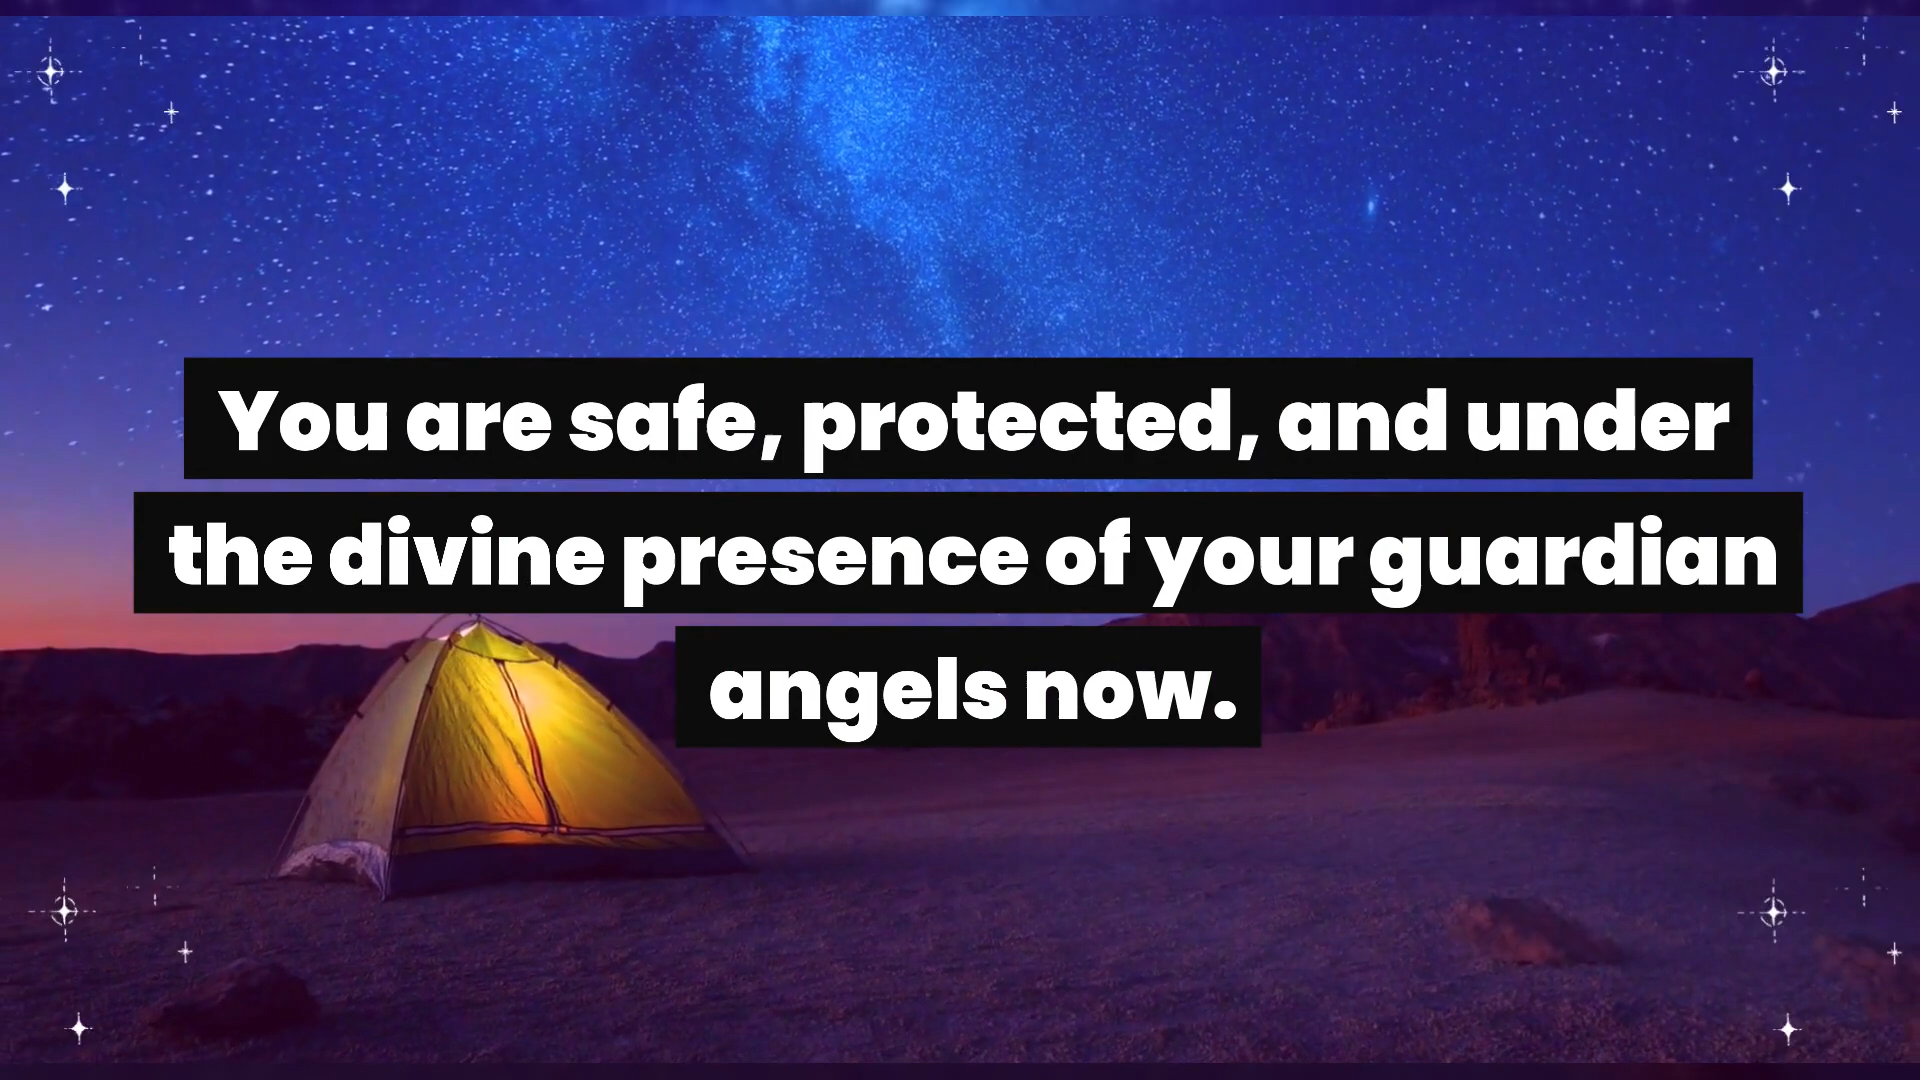 You are safe, protected, and under
the divine presence of your guardian
angels now.